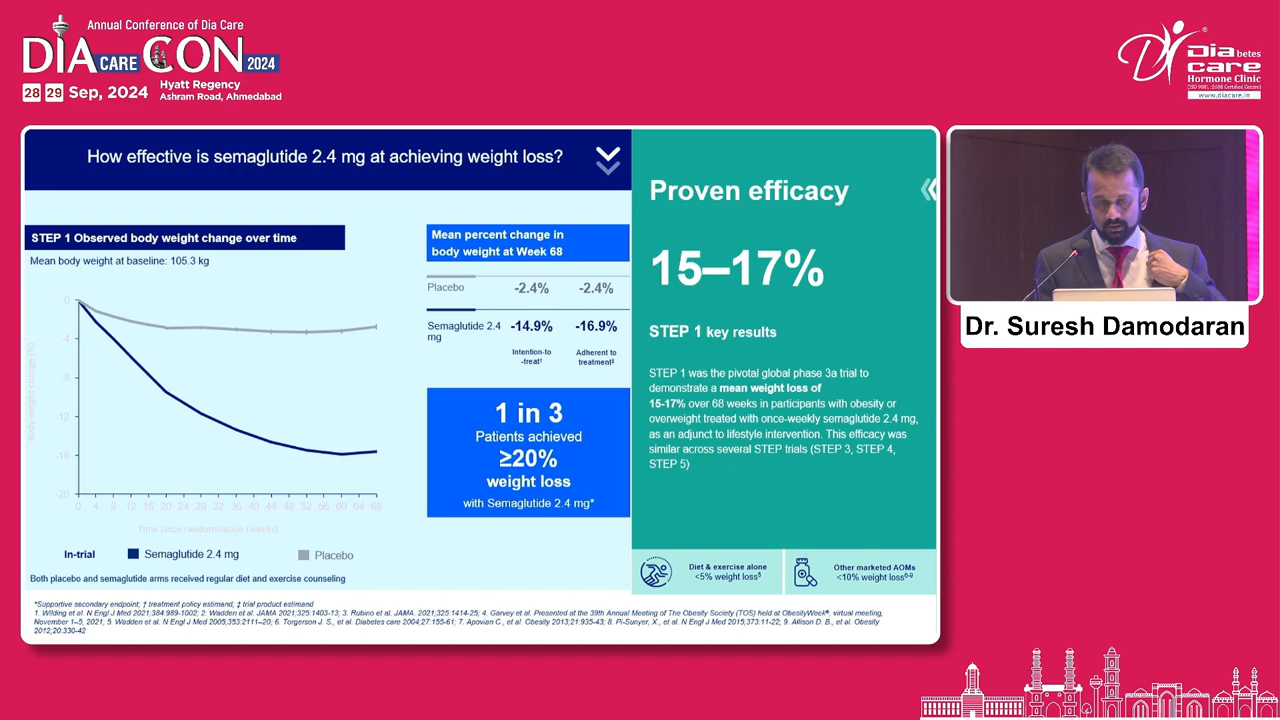 Annual Conference of Dia Care
DIA CARE CON 2024
28 29 Sep, 2024
Hyatt Regency
Ashram Road, Ahmedabad
Diabetes
care
Hormone Clinic
(ISO 9001:2008 Certified Centre)
www.diacare.in
How effective is semaglutide 2.4 mg at achieving weight loss?
STEP 1 Observed body weight change over time
Mean body weight at baseline: 105.3 kg
Body weight change (%)
0
-4
-8
-12
-16
-20
0 4 8 12 16 20 24 28 32 36 40 44 48 52 56 60 64 68
Time since randomisation (weeks)
In-trial Semaglutide 2.4 mg Placebo
Both placebo and semaglutide arms received regular diet and exercise counseling
Mean percent change in
body weight at Week 68
Placebo -2.4% -2.4%
Semaglutide 2.4 -14.9% -16.9%
mg
Intention-to
-treat†
Adherent to
treatment‡
1 in 3
Patients achieved
≥20%
weight loss
with Semaglutide 2.4 mg*
Proven efficacy
15–17%
STEP 1 key results
STEP 1 was the pivotal global phase 3a trial to
demonstrate a mean weight loss of
15-17% over 68 weeks in participants with obesity or
overweight treated with once-weekly semaglutide 2.4 mg,
as an adjunct to lifestyle intervention. This efficacy was
similar across several STEP trials (STEP 3, STEP 4,
STEP 5)
Diet & exercise alone
<5% weight loss5
Other marketed AOMs
<10% weight loss6-9
*Supportive secondary endpoint, † treatment policy estimand, ‡ trial product estimand
1. Wilding et al. N Engl J Med 2021;384:989-1002; 2. Wadden et al. JAMA 2021;325:1403-13; 3. Rubino et al. JAMA. 2021;325:1414-25; 4. Garvey et al. Presented at the 39th Annual Meeting of The Obesity Society (TOS) held at ObesityWeek®, virtual meeting,
November 1–5, 2021; 5. Wadden et al. N Engl J Med 2005;353:2111–20; 6. Torgerson J. S., et al. Diabetes care 2004;27:155-61; 7. Apovian C., et al. Obesity 2013;21:935-43; 8. Pi-Sunyer, X., et al. N Engl J Med 2015;373:11-22; 9. Allison D. B., et al. Obesity
2012;20:330-42
Dr. Suresh Damodaran